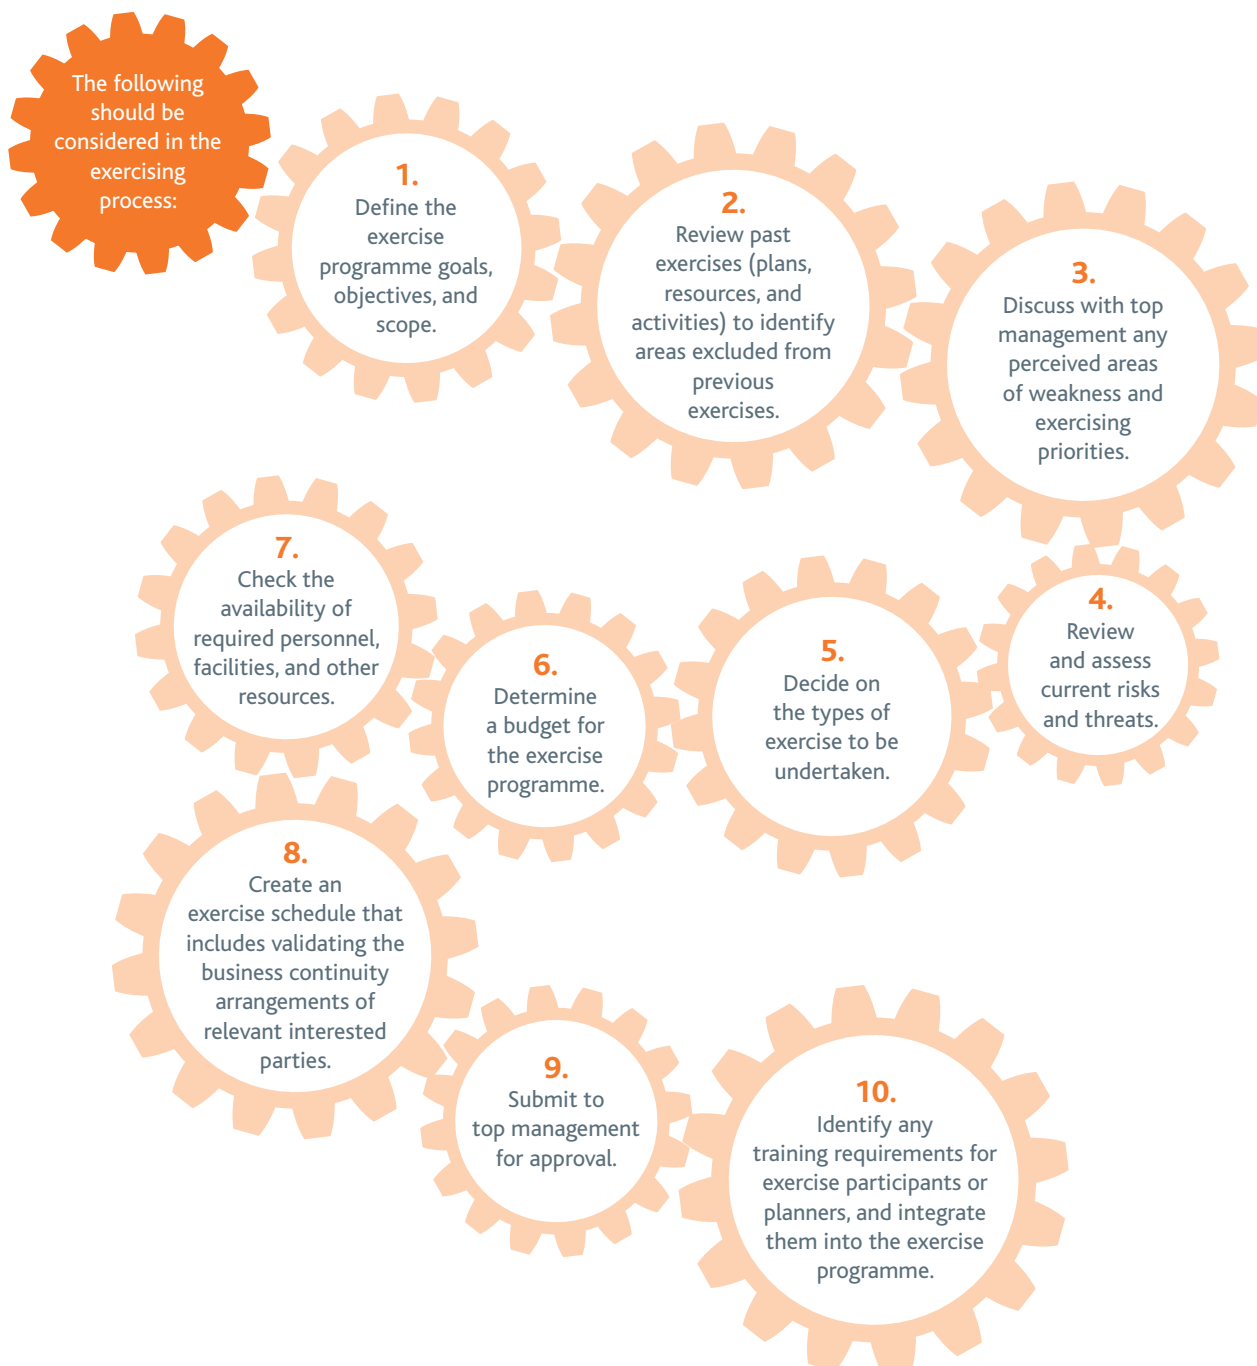 The following
should be
considered in the
exercising
process:
1.
Define the
exercise
programme goals,
objectives, and
scope.
2.
Review past
exercises (plans,
resources, and
activities) to identify
areas excluded from
previous
exercises.
3.
Discuss with top
management any
perceived areas
of weakness and
exercising
priorities.
4.
Review
and assess
current risks
and threats.
5.
Decide on
the types of
exercise to be
undertaken.
6.
Determine
a budget for
the exercise
programme.
7.
Check the
availability of
required personnel,
facilities, and other
resources.
8.
Create an
exercise schedule that
includes validating the
business continuity
arrangements of
relevant interested
parties.
9.
Submit to
top management
for approval.
10.
Identify any
training requirements for
exercise participants or
planners, and integrate
them into the exercise
programme.